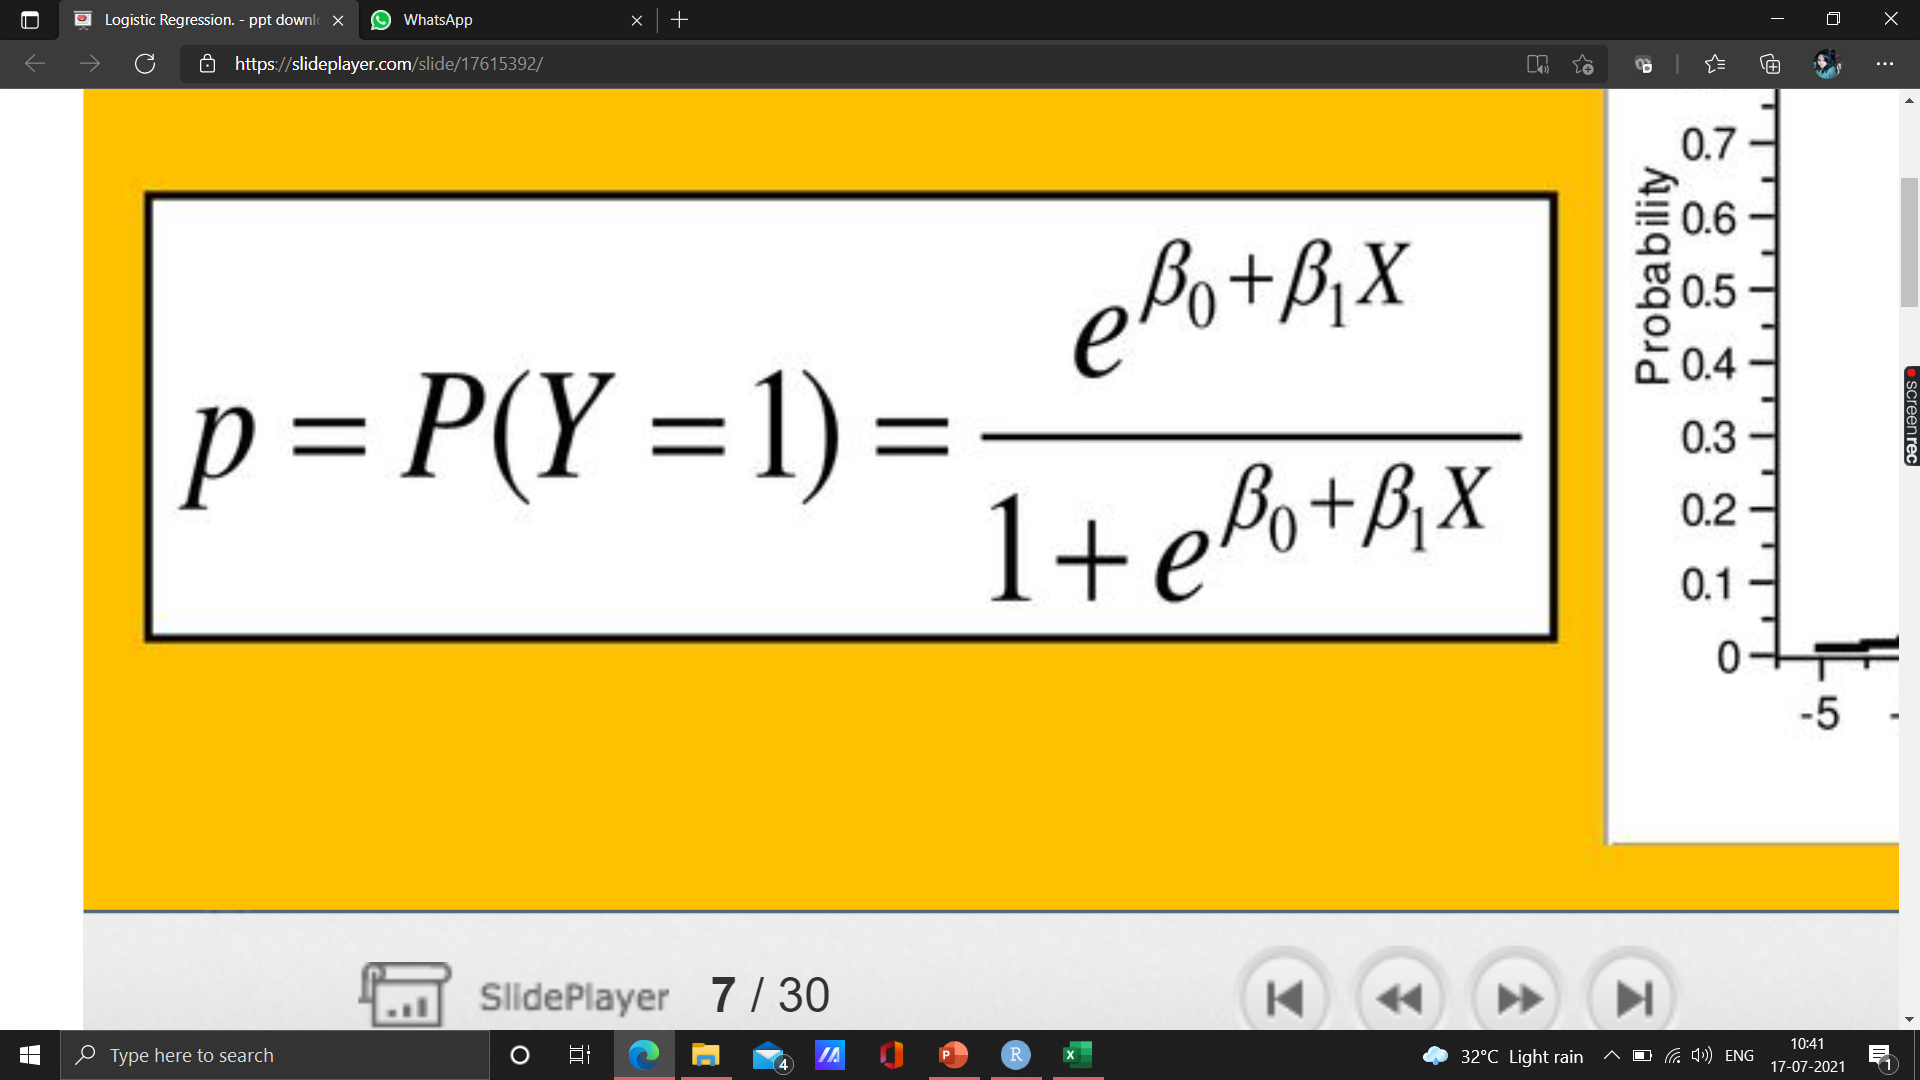 Logistic Regression. - ppt downl
WhatsApp
https://slideplayer.com/slide/17615392/
p = P(Y = 1) = e^{β₀+β₁X} / 1 + e^{β₀+β₁X}
Probability
0.7
0.6
0.5
0.4
0.3
0.2
0.1
0
-5
-
screenrec
SlidePlayer 7 / 30
Type here to search
4
P
R
X
32°C Light rain
ENG
10:41
17-07-2021
1